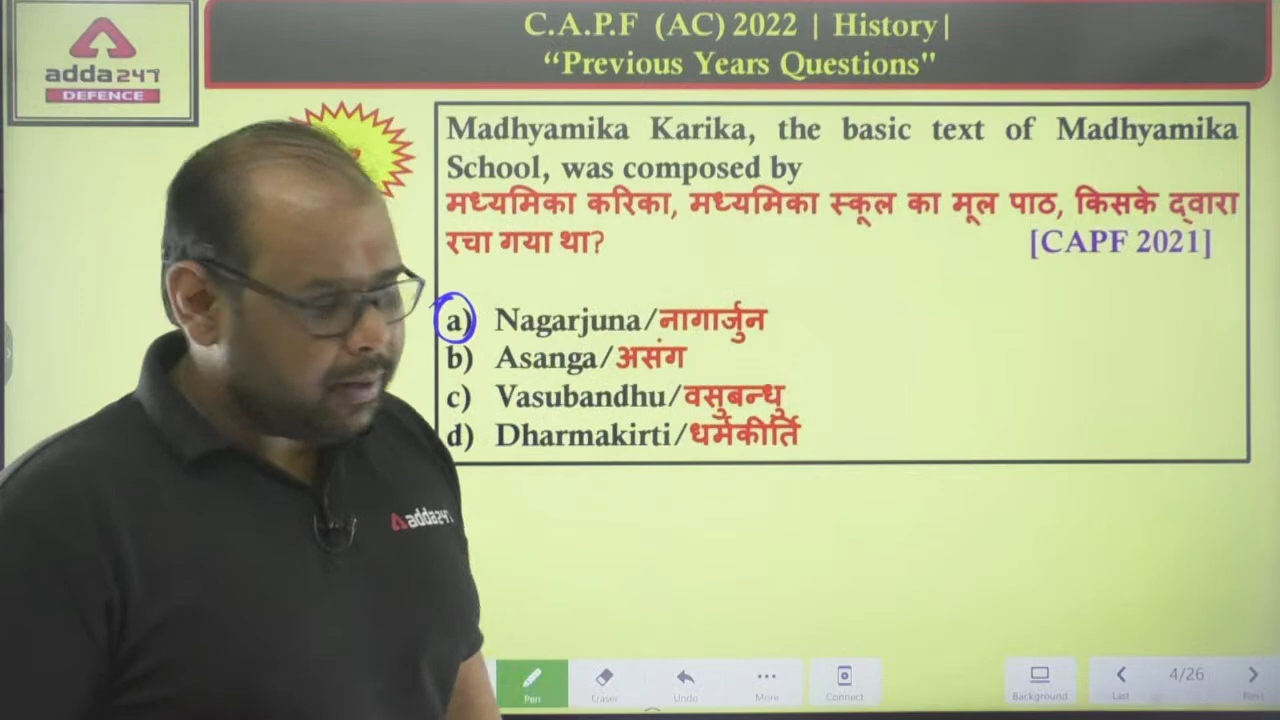 C.A.P.F (AC) 2022 | History|
“Previous Years Questions"
adda247
DEFENCE
Madhyamika Karika, the basic text of Madhyamika
School, was composed by
मध्यमिका करिका, मध्यमिका स्कूल का मूल पाठ, किसके द्वारा
रचा गया था? [CAPF 2021]
a) Nagarjuna/नागार्जुन
b) Asanga/असंग
c) Vasubandhu/वसुबन्धु
d) Dharmakirti/धर्मकीर्ति
adda247
Pen Eraser Undo More Connect Background Last 4/26 Next